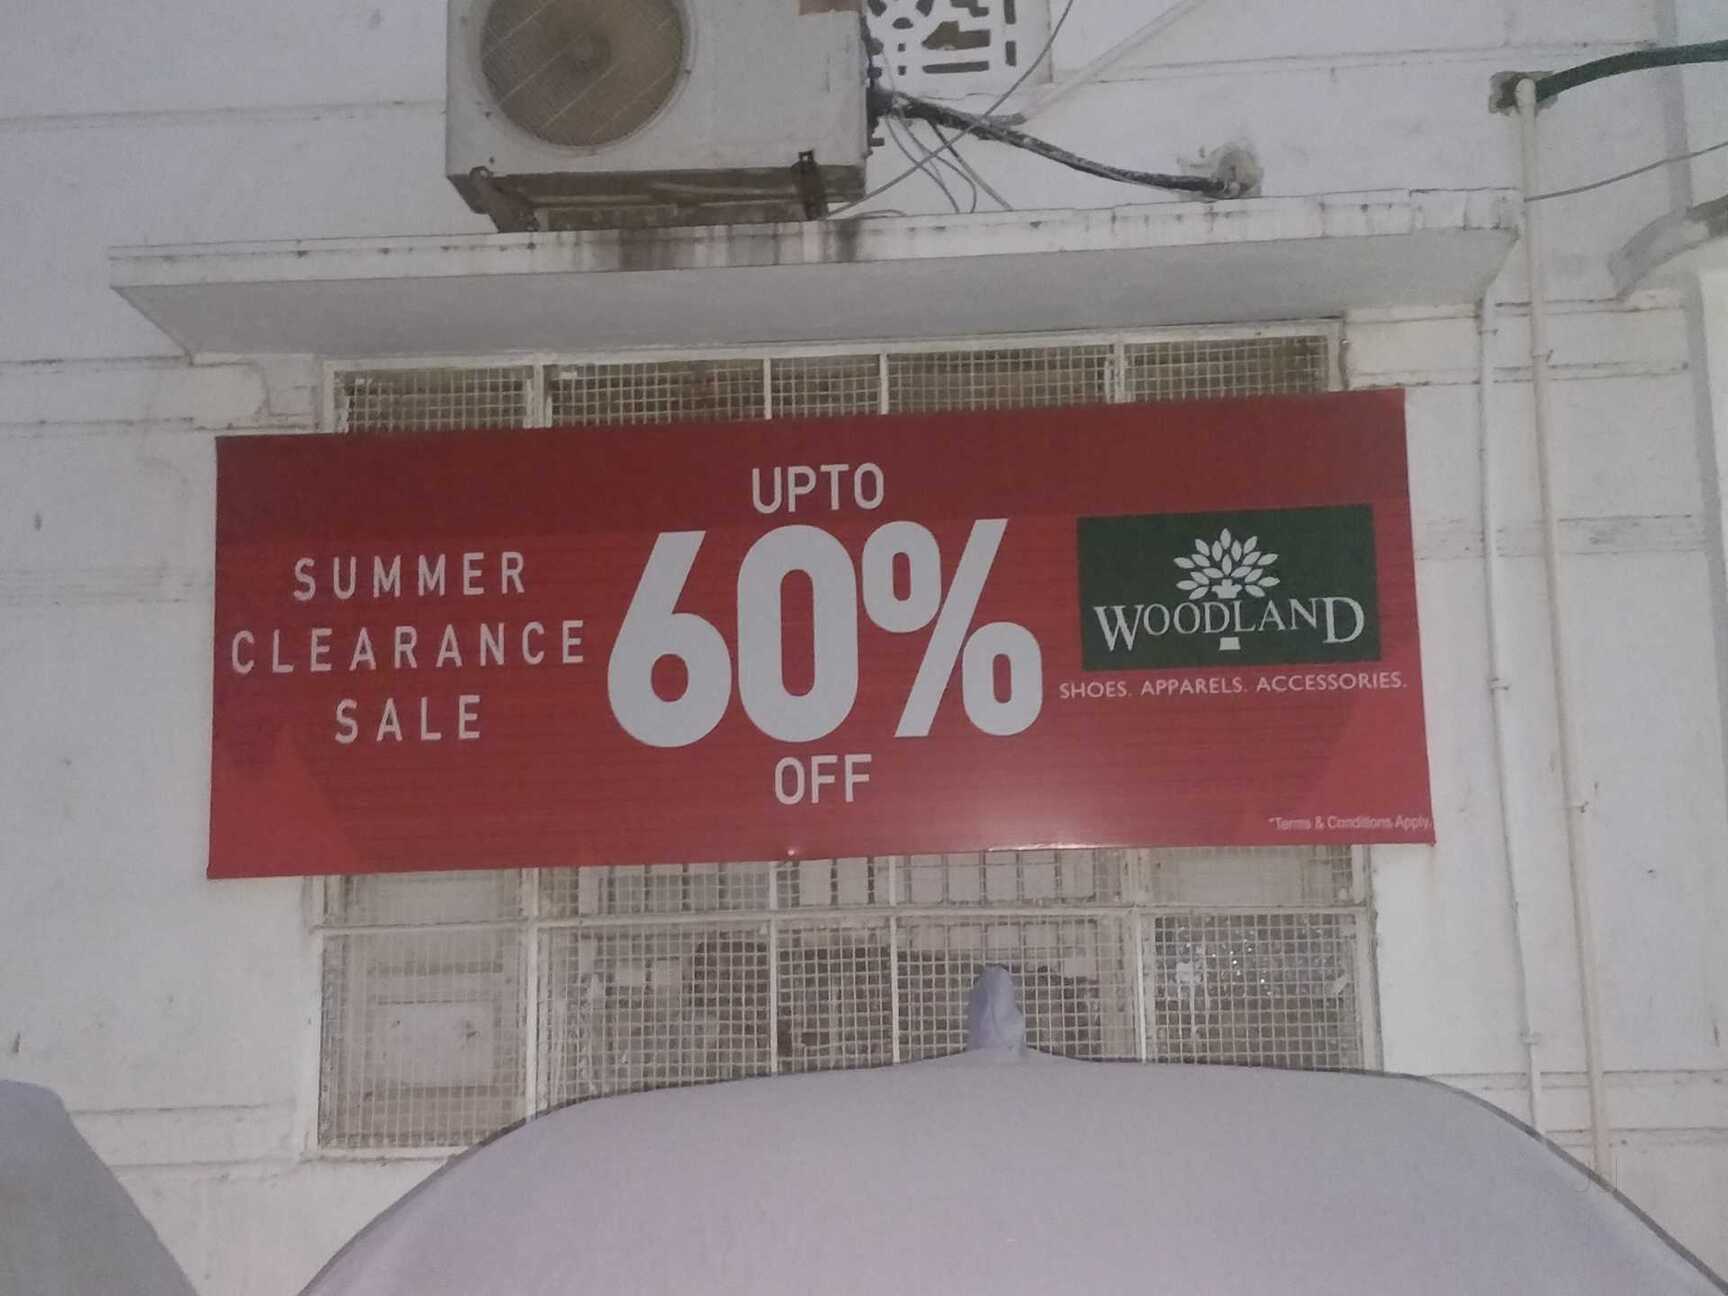 SUMMER
CLEARANCE
SALE
UPTO
60%
OFF
WOODLAND
SHOES. APPARELS. ACCESSORIES.
*Terms & Conditions Apply.